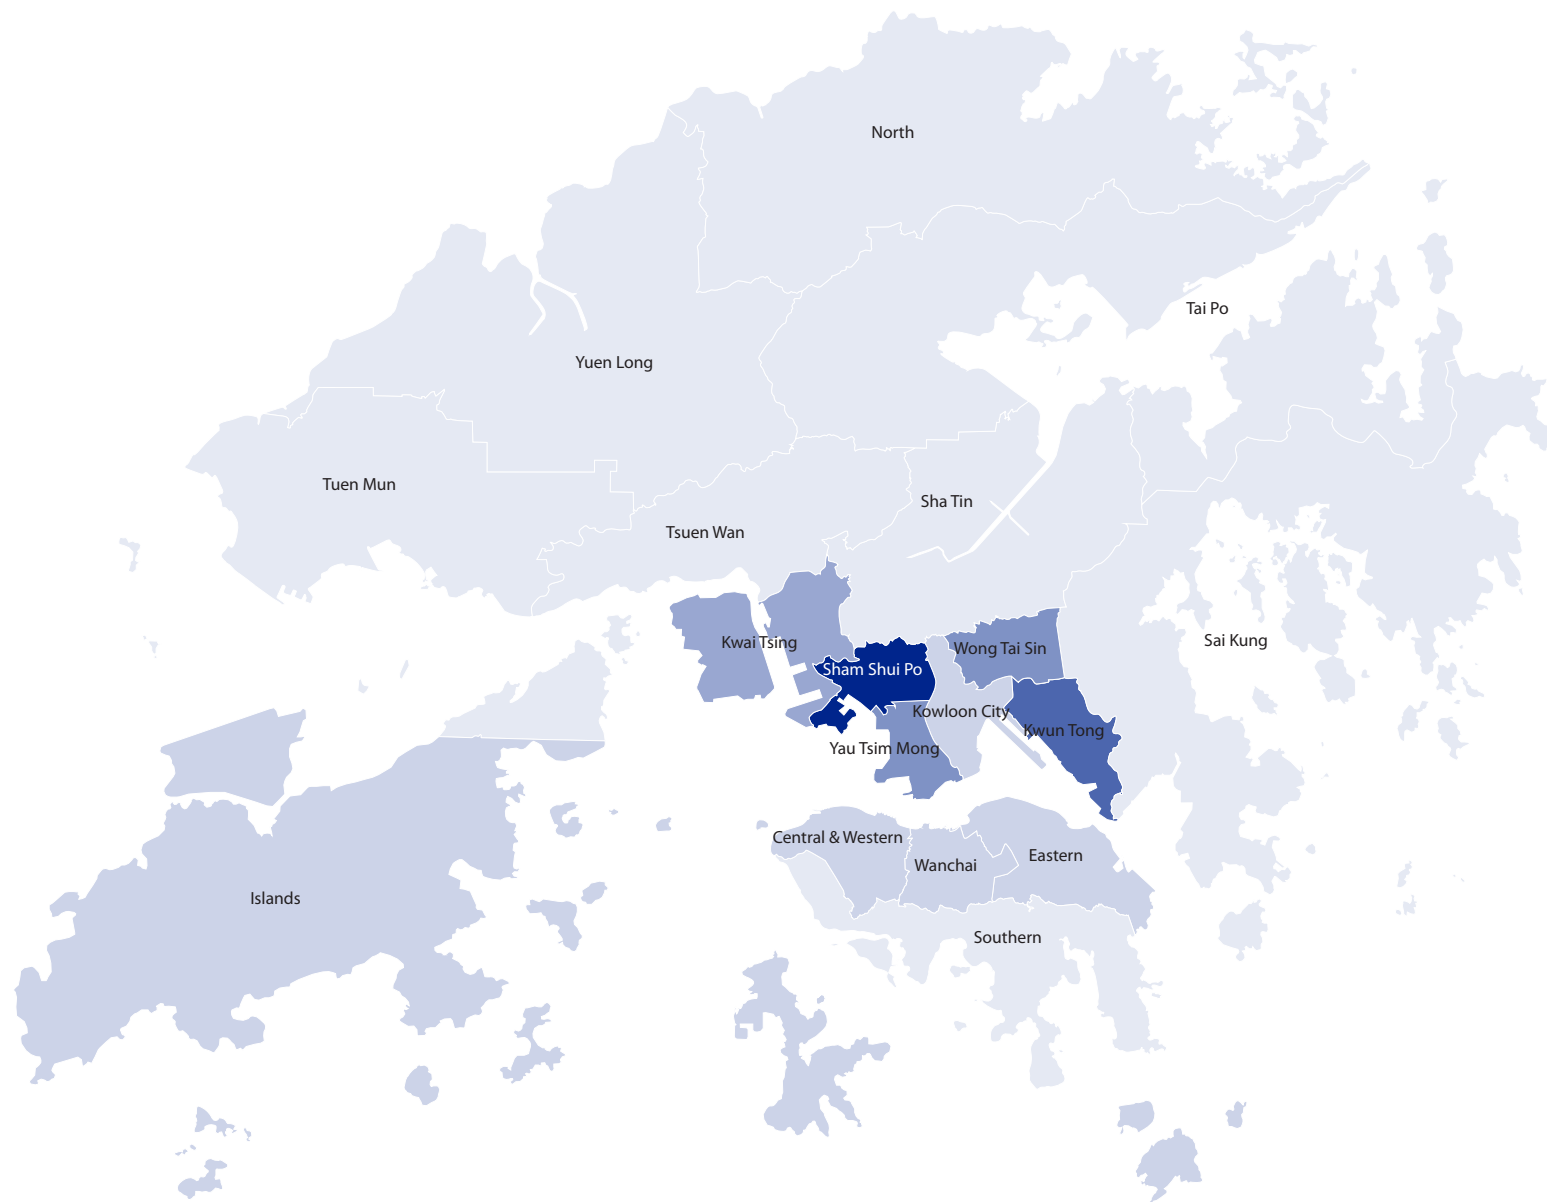 North
Tai Po
Yuen Long
Tuen Mun
Sha Tin
Tsuen Wan
Sai Kung
Kwai Tsing
Wong Tai Sin
Sham Shui Po
Kowloon City
Kwun Tong
Yau Tsim Mong
Central & Western
Eastern
Wanchai
Islands
Southern